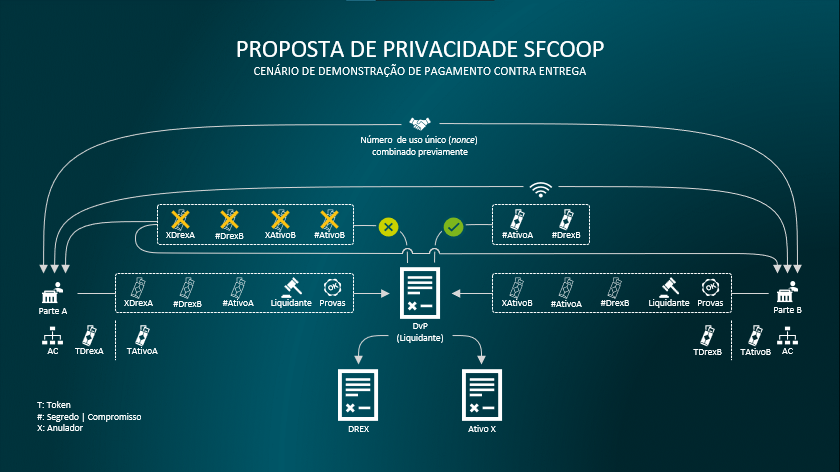 PROPOSTA DE PRIVACIDADE SFCOOP
CENÁRIO DE DEMONSTRAÇÃO DE PAGAMENTO CONTRA ENTREGA
Número de uso único (nonce)
combinado previamente
XDrexA #DrexB XAtivoB #AtivoB
#AtivoA #DrexB
XDrexA #DrexB #AtivoA Liquidante Provas
OK
XAtivoB #AtivoA #DrexB Liquidante Provas
OK
Parte A
Parte B
DvP
(Liquidante)
AC TDrexA TAtivoA
TDrexB TAtivoB AC
DREX
Ativo X
T: Token
#: Segredo | Compromisso
X: Anulador